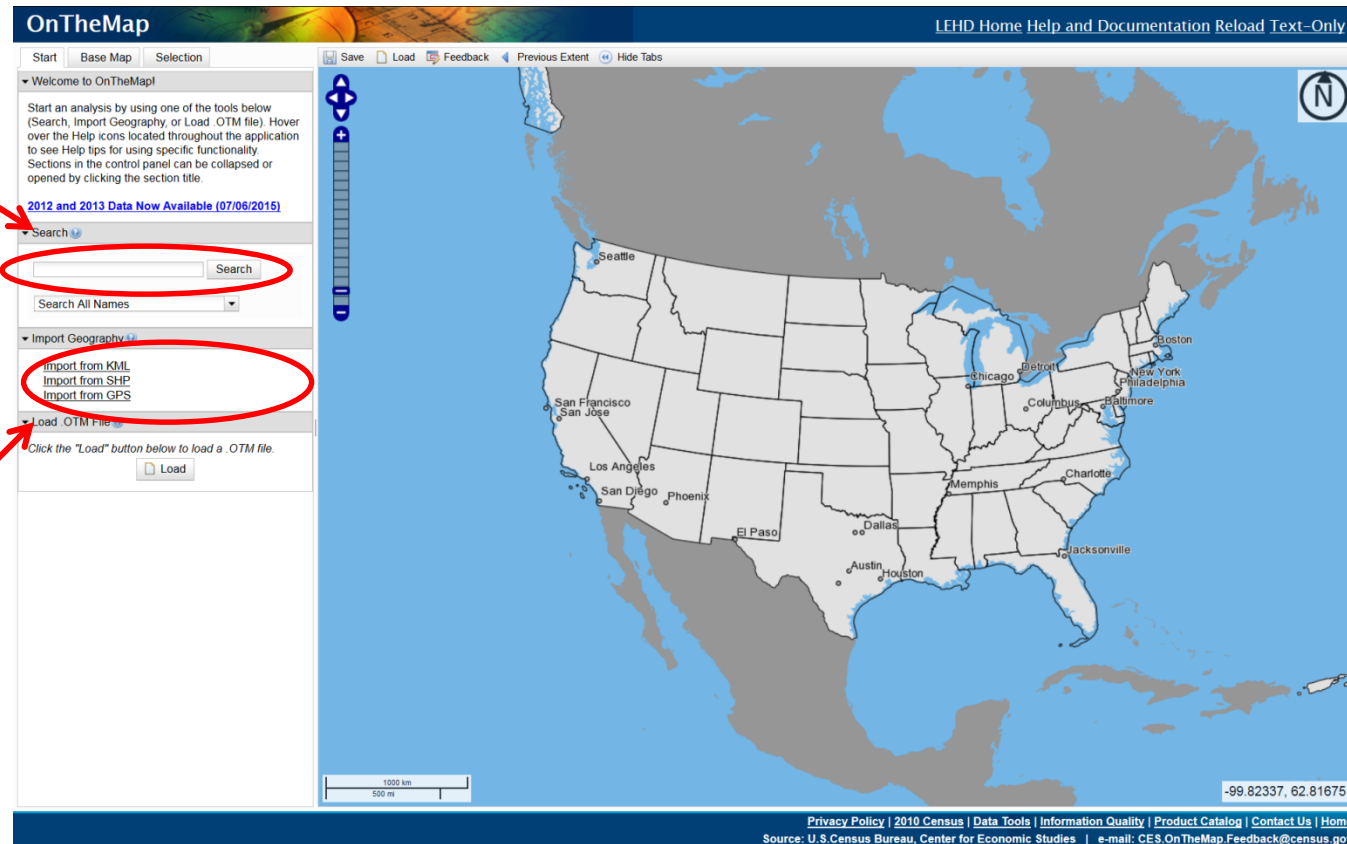 OnTheMap
LEHD Home Help and Documentation Reload Text-Only
Start Base Map Selection
Save Load Feedback Previous Extent Hide Tabs
Welcome to OnTheMap!
Start an analysis by using one of the tools below
(Search, Import Geography, or Load .OTM file). Hover
over the Help icons located throughout the application
to see Help tips for using specific functionality.
Sections in the control panel can be collapsed or
opened by clicking the section title.
2012 and 2013 Data Now Available (07/06/2015)
Search
Search
Search All Names
Import Geography
Import from KML
Import from SHP
Import from GPS
Load .OTM File
Click the "Load" button below to load a .OTM file.
Load
N
Seattle
Boston
Detroit
Chicago
New York
Philadelphia
Columbus
Baltimore
San Francisco
San Jose
Los Angeles
San Diego
Phoenix
Memphis
Charlotte
El Paso
Dallas
Austin
Houston
Jacksonville
1000 km
500 mi
-99.82337, 62.81675
Privacy Policy | 2010 Census | Data Tools | Information Quality | Product Catalog | Contact Us | Hom
Source: U.S.Census Bureau, Center for Economic Studies | e-mail: CES.OnTheMap.Feedback@census.go